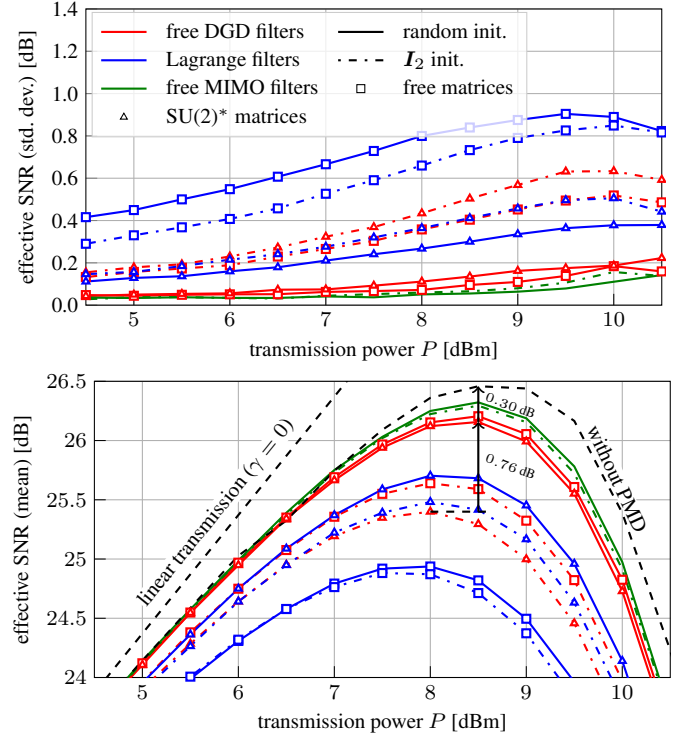 1.4
1.2
1.0
0.8
0.6
0.4
0.2
0.0
effective SNR (std. dev.) [dB]
free DGD filters
Lagrange filters
free MIMO filters
SU(2)* matrices
random init.
I₂ init.
free matrices
5 6 7 8 9 10
transmission power P [dBm]
26.5
26
25.5
25
24.5
24
effective SNR (mean) [dB]
linear transmission (γ = 0)
0.30 dB
0.76 dB
without PMD
5 6 7 8 9 10
transmission power P [dBm]